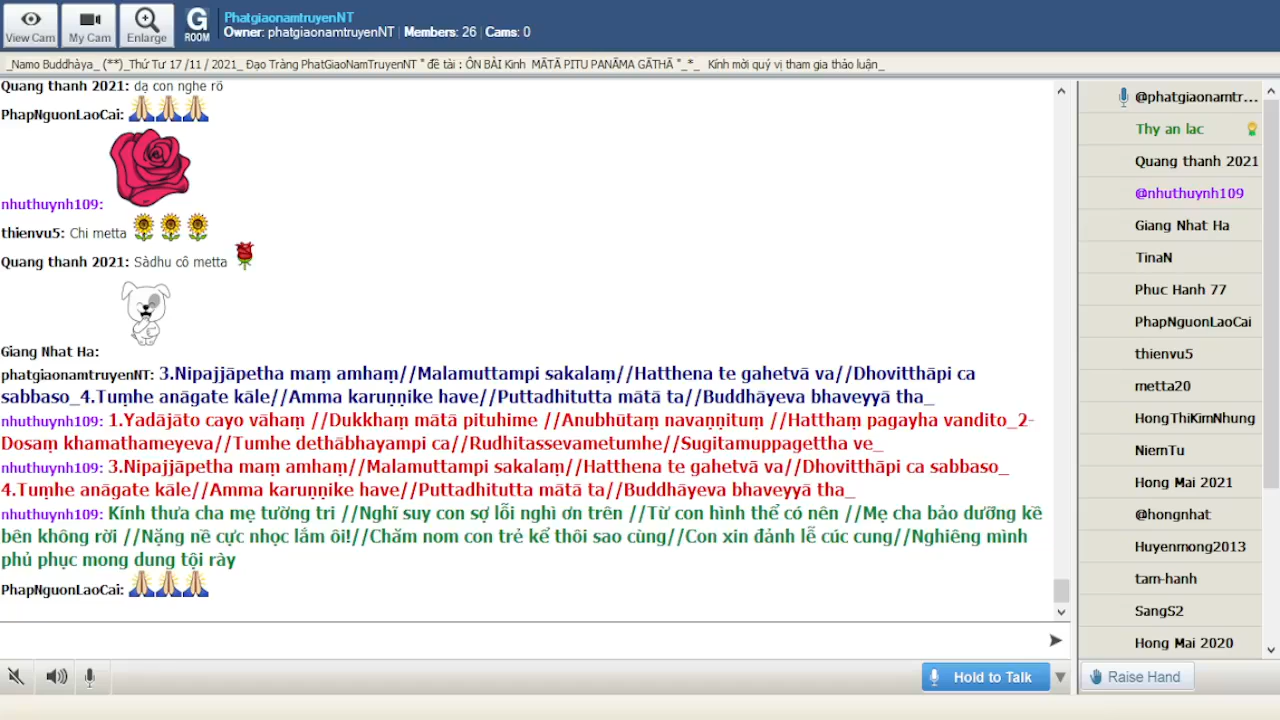 View Cam
My Cam
Enlarge
G
ROOM
PhatgiaonamtruyenNT
Owner: phatgiaonamtruyenNT | Members: 26 | Cams: 0
_Namo Buddhàya_ (**)_Thứ Tư 17 /11 / 2021_ Đạo Tràng PhatGiaoNamTruyenNT " đề tài : ÔN BÀI Kinh MĀTĀ PITU PANĀMA GĀTHĀ "_*_ Kính mời quý vị tham gia thảo luận_
Quang thanh 2021: dạ con nghe rõ
PhapNguonLaoCai:
nhuthuynh109:
thienvu5: Chi metta
Quang thanh 2021: Sàdhu cô metta
Giang Nhat Ha:
phatgiaonamtruyenNT: 3.Nipajjāpetha maṃ amhaṃ//Malamuttampi sakalaṃ//Hatthena te gahetvā va//Dhovitthāpi ca
sabbaso_4.Tuṃhe anāgate kāle//Amma karuṇṇike have//Puttadhitutta mātā ta//Buddhāyeva bhaveyyā tha_
nhuthuynh109: 1.Yadājāto cayo vāhaṃ //Dukkhaṃ mātā pituhime //Anubhūtaṃ navaṇṇituṃ //Hatthaṃ pagayha vandito_2-
Dosaṃ khamathameyeva//Tumhe dethābhayampi ca//Rudhitassevametumhe//Sugitamuppagettha ve_
nhuthuynh109: 3.Nipajjāpetha maṃ amhaṃ//Malamuttampi sakalaṃ//Hatthena te gahetvā va//Dhovitthāpi ca sabbaso_
4.Tuṃhe anāgate kāle//Amma karuṇṇike have//Puttadhitutta mātā ta//Buddhāyeva bhaveyyā tha_
nhuthuynh109: Kính thưa cha mẹ tường tri //Nghĩ suy con sợ lỗi nghì ơn trên //Từ con hình thể có nên //Mẹ cha bảo dưỡng kề
bên không rời //Nặng nề cực nhọc lắm ôi!//Chăm nom con trẻ kể thôi sao cùng//Con xin đảnh lễ cúc cung//Nghiêng mình
phủ phục mong dung tội rày
PhapNguonLaoCai:
@phatgiaonamtr...
Thy an lac
Quang thanh 2021
@nhuthuynh109
Giang Nhat Ha
TinaN
Phuc Hanh 77
PhapNguonLaoCai
thienvu5
metta20
HongThiKimNhung
NiemTu
Hong Mai 2021
@hongnhat
Huyenmong2013
tam-hanh
SangS2
Hong Mai 2020
Hold to Talk
Raise Hand